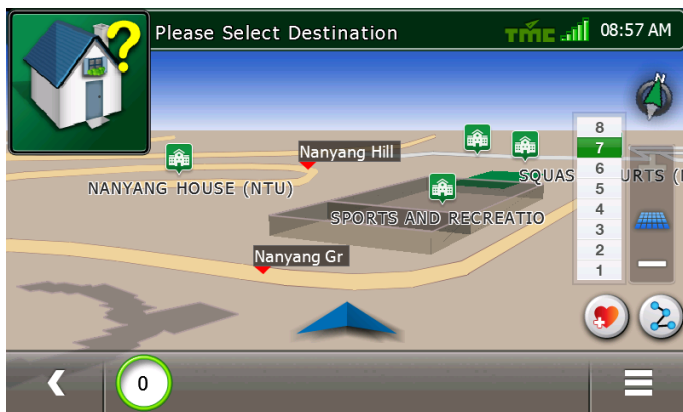 Please Select Destination
TMC
08:57 AM
N
Nanyang Hill
NANYANG HOUSE (NTU)
SQUAS
URTS (
SPORTS AND RECREATIO
Nanyang Gr
8
7
6
5
4
3
2
1
0